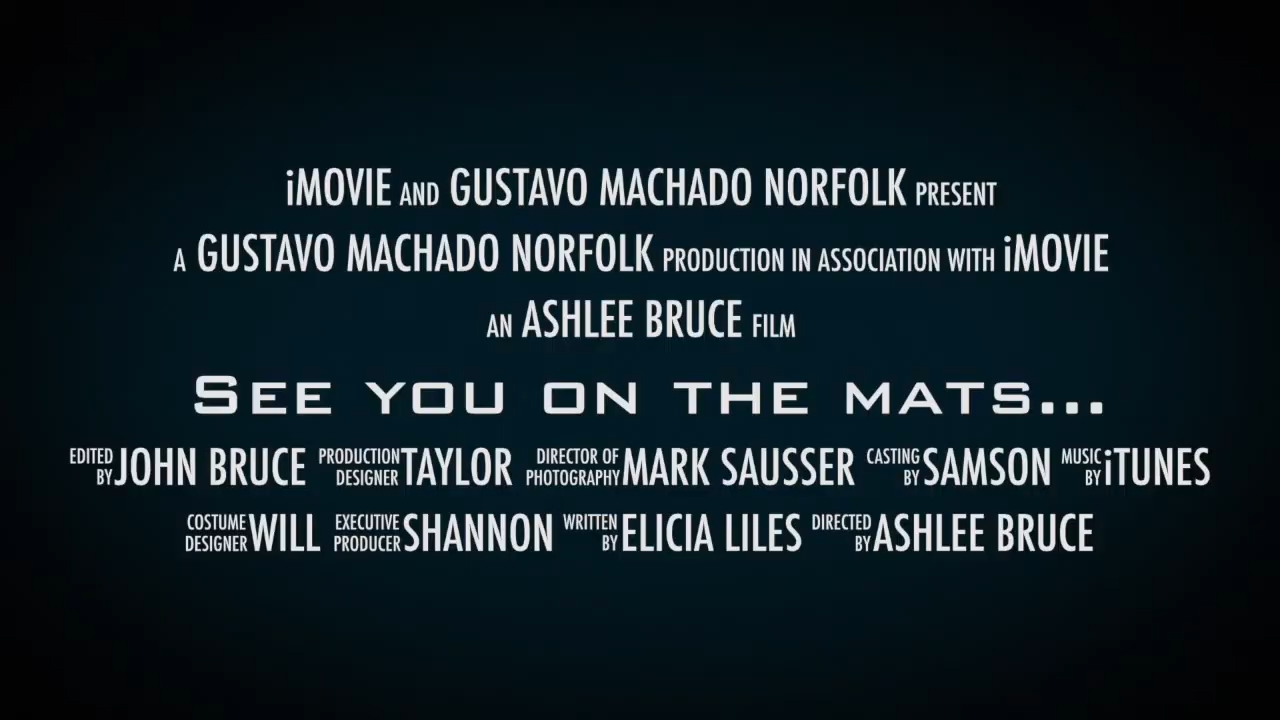 iMOVIE AND GUSTAVO MACHADO NORFOLK PRESENT
A GUSTAVO MACHADO NORFOLK PRODUCTION IN ASSOCIATION WITH iMOVIE
AN ASHLEE BRUCE FILM
SEE YOU ON THE MATS...
EDITED BY JOHN BRUCE PRODUCTION DESIGNER TAYLOR DIRECTOR OF PHOTOGRAPHY MARK SAUSSER CASTING BY SAMSON MUSIC BY iTUNES
COSTUME DESIGNER WILL EXECUTIVE PRODUCER SHANNON WRITTEN BY ELICIA LILES DIRECTED BY ASHLEE BRUCE